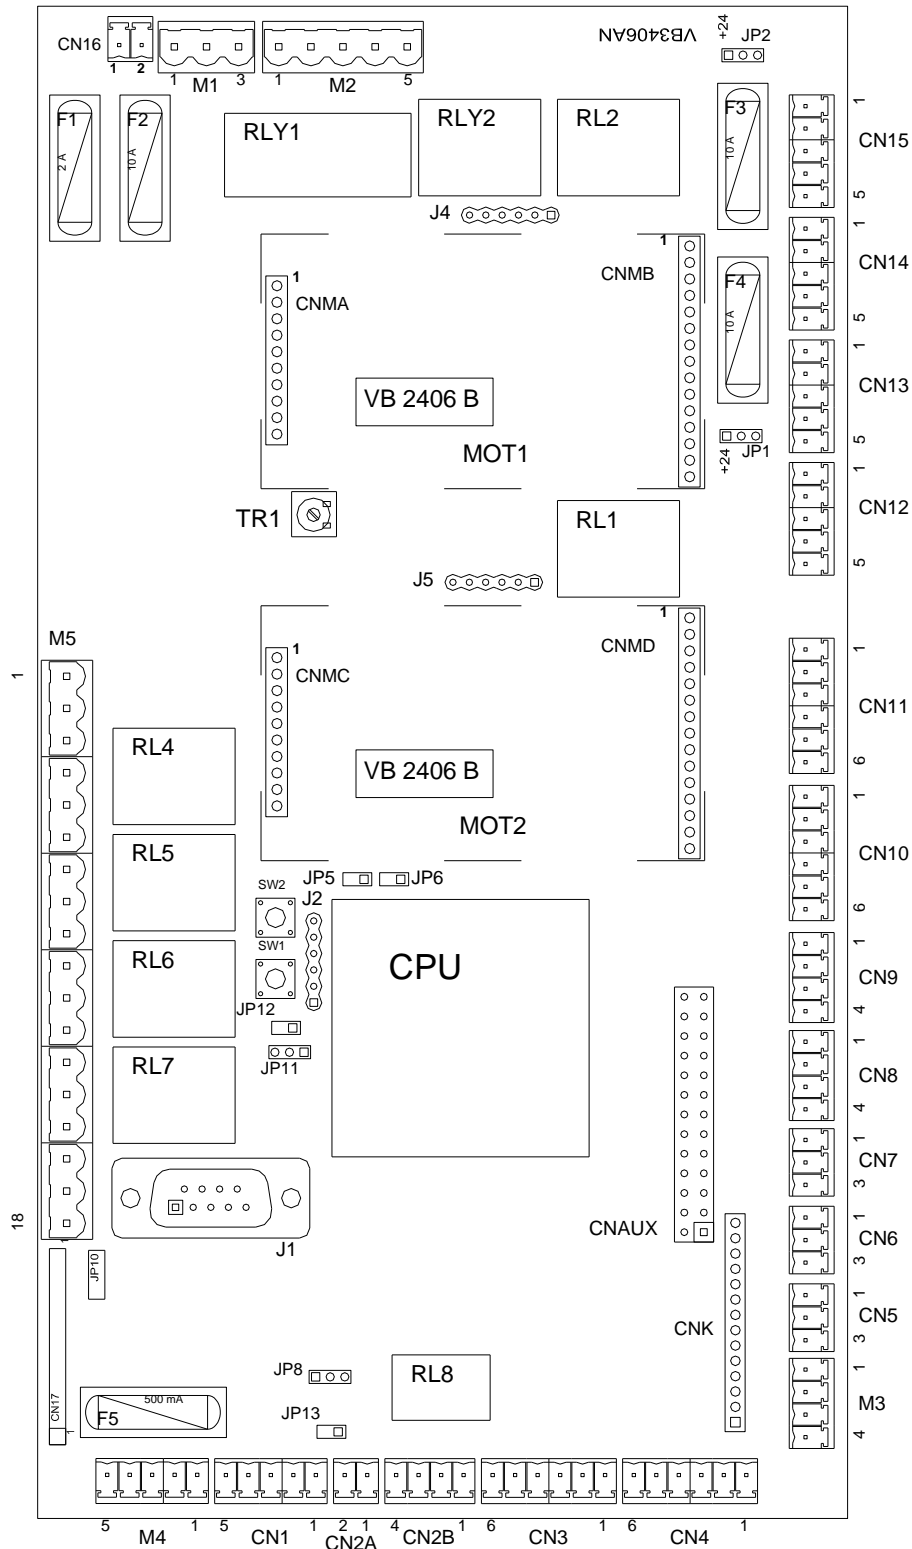 VB3406AN
+24
JP2
CN16
1 2
M1
1 3
M2
1 5
F1
2 A
F2
10 A
RLY1
RLY2
RL2
F3
10 A
1
CN15
5
J4
1
CN14
5
1
CNMA
CNMB
1
F4
10 A
1
CN13
5
VB 2406 B
MOT1
+24
JP1
1
CN12
5
TR1
RL1
J5
M5
1
1
CNMC
CNMD
1
1
CN11
6
RL4
VB 2406 B
MOT2
1
CN10
6
RL5
JP5
JP6
SW2
J2
SW1
CPU
RL6
1
CN9
4
JP12
JP11
RL7
1
CN8
4
1
CN7
3
18
J1
CNAUX
1
CN6
3
1
JP10
CNK
1
CN5
3
JP8
RL8
1
M3
4
CN17
1
500 mA
F5
JP13
5 M4 1
5 CN1 1
2 1
CN2A
4 CN2B 1
6 CN3 1
6 CN4 1